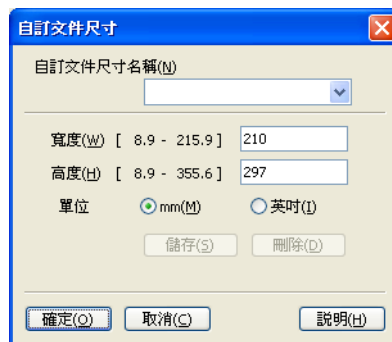 自訂文件尺寸
自訂文件尺寸名稱(N)
寬度(W) [ 8.9 - 215.9 ] 210
高度(H) [ 8.9 - 355.6 ] 297
單位 mm(M) 英吋(I)
儲存(S) 刪除(D)
確定(O) 取消(C) 説明(H)